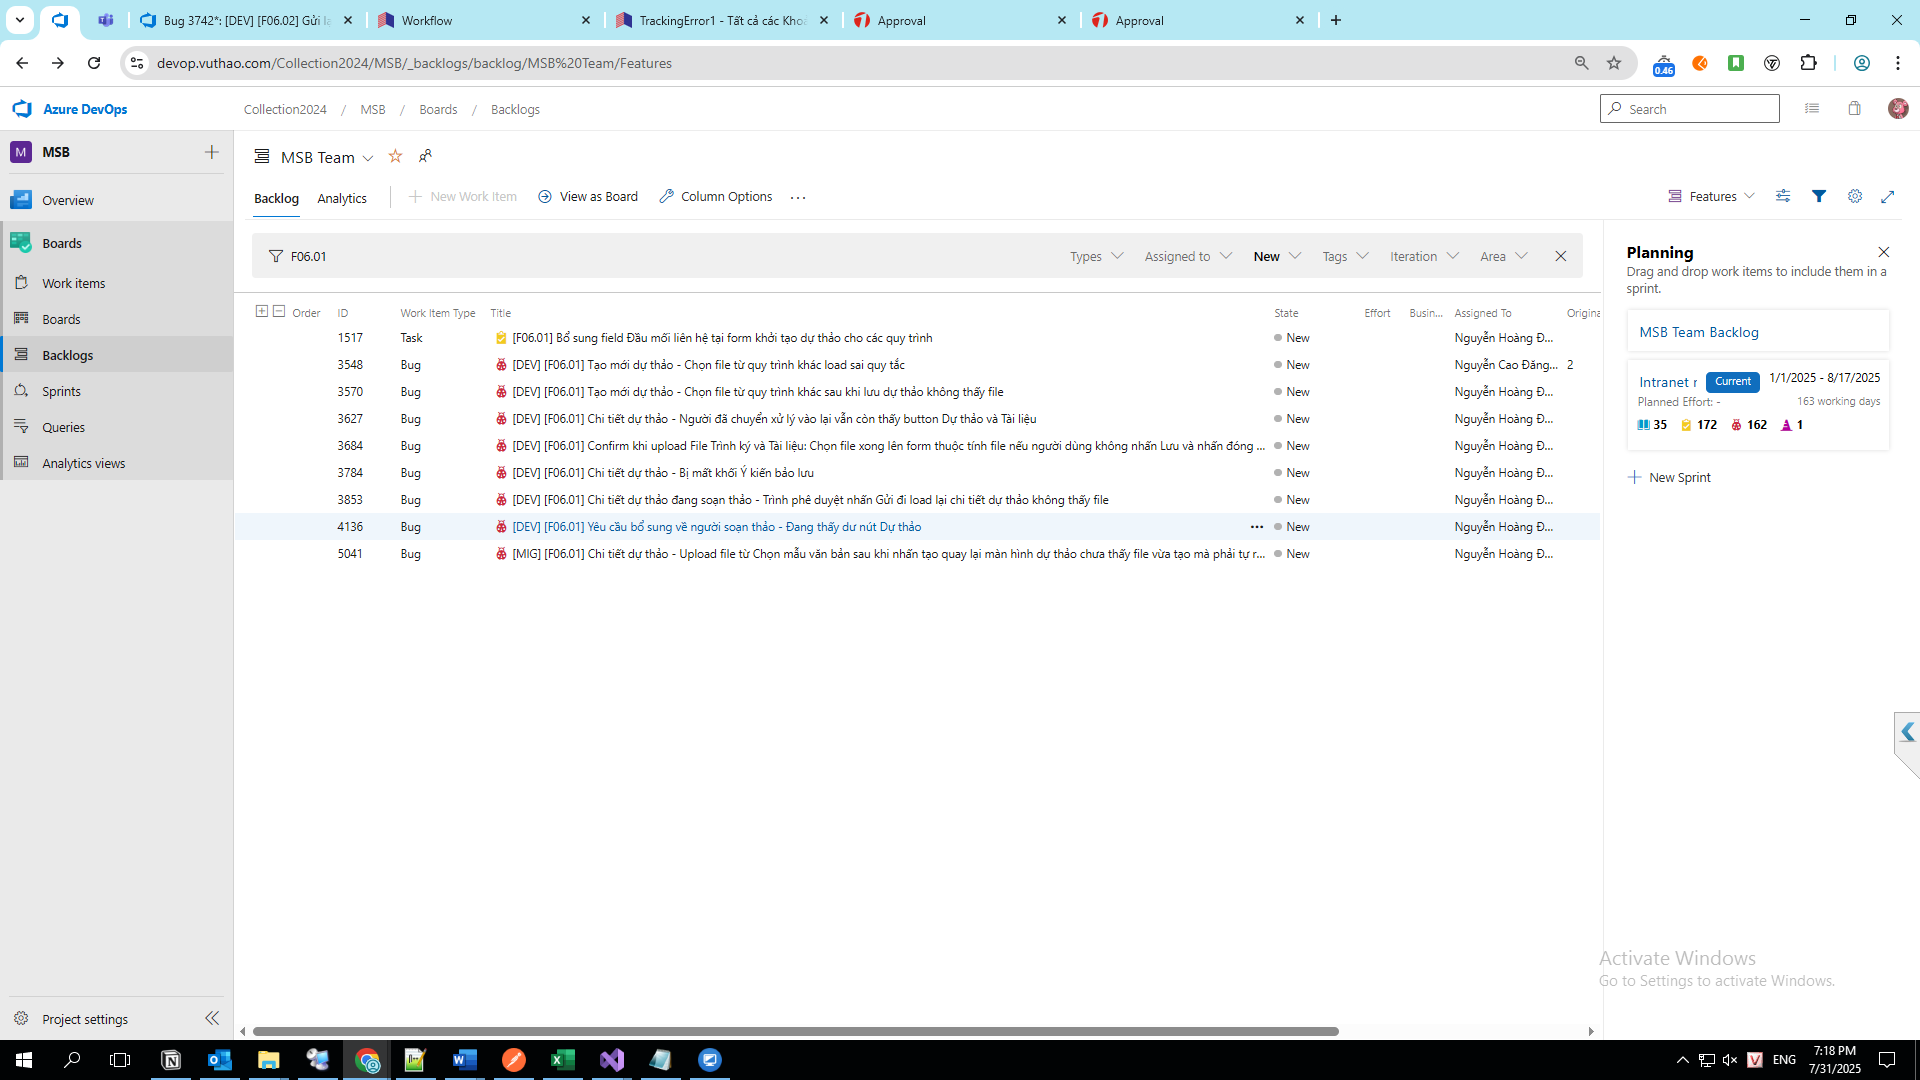 Bug 3742*: [DEV] [F06.02] Gửi lạ
Workflow
TrackingError1 - Tất cả các Kho
Approval
Approval
devop.vuthao.com/Collection2024/MSB/_backlogs/backlog/MSB%20Team/Features
0.46
Azure DevOps
Collection2024 / MSB / Boards / Backlogs
Search
M MSB
MSB Team
Overview
Backlog Analytics New Work Item View as Board Column Options ...
Features
Boards
F06.01
Types Assigned to New Tags Iteration Area
Planning
Drag and drop work items to include them in a
sprint.
Work items
Boards
Backlogs
Sprints
Queries
Analytics views
Order ID Work Item Type Title State Effort Busin... Assigned To Origina
1517 Task [F06.01] Bổ sung field Đầu mối liên hệ tại form khởi tạo dự thảo cho các quy trình New Nguyễn Hoàng Đ...
3548 Bug [DEV] [F06.01] Tạo mới dự thảo - Chọn file từ quy trình khác load sai quy tắc New Nguyễn Cao Đăng... 2
3570 Bug [DEV] [F06.01] Tạo mới dự thảo - Chọn file từ quy trình khác sau khi lưu dự thảo không thấy file New Nguyễn Hoàng Đ...
3627 Bug [DEV] [F06.01] Chi tiết dự thảo - Người đã chuyển xử lý vào lại vẫn còn thấy button Dự thảo và Tài liệu New Nguyễn Hoàng Đ...
3684 Bug [DEV] [F06.01] Confirm khi upload File Trình ký và Tài liệu: Chọn file xong lên form thuộc tính file nếu người dùng không nhấn Lưu và nhấn đóng ... New Nguyễn Hoàng Đ...
3784 Bug [DEV] [F06.01] Chi tiết dự thảo - Bị mất khối Ý kiến bảo lưu New Nguyễn Hoàng Đ...
3853 Bug [DEV] [F06.01] Chi tiết dự thảo đang soạn thảo - Trình phê duyệt nhấn Gửi đi load lại chi tiết dự thảo không thấy file New Nguyễn Hoàng Đ...
4136 Bug [DEV] [F06.01] Yêu cầu bổ sung về người soạn thảo - Đang thấy dư nút Dự thảo ... New Nguyễn Hoàng Đ...
5041 Bug [MIG] [F06.01] Chi tiết dự thảo - Upload file từ Chọn mẫu văn bản sau khi nhấn tạo quay lại màn hình dự thảo chưa thấy file vừa tạo mà phải tự r... New Nguyễn Hoàng Đ...
MSB Team Backlog
Intranet r Current 1/1/2025 - 8/17/2025
Planned Effort: - 163 working days
35 172 162 1
New Sprint
Activate Windows
Go to Settings to activate Windows.
Project settings
ENG
7:18 PM
7/31/2025